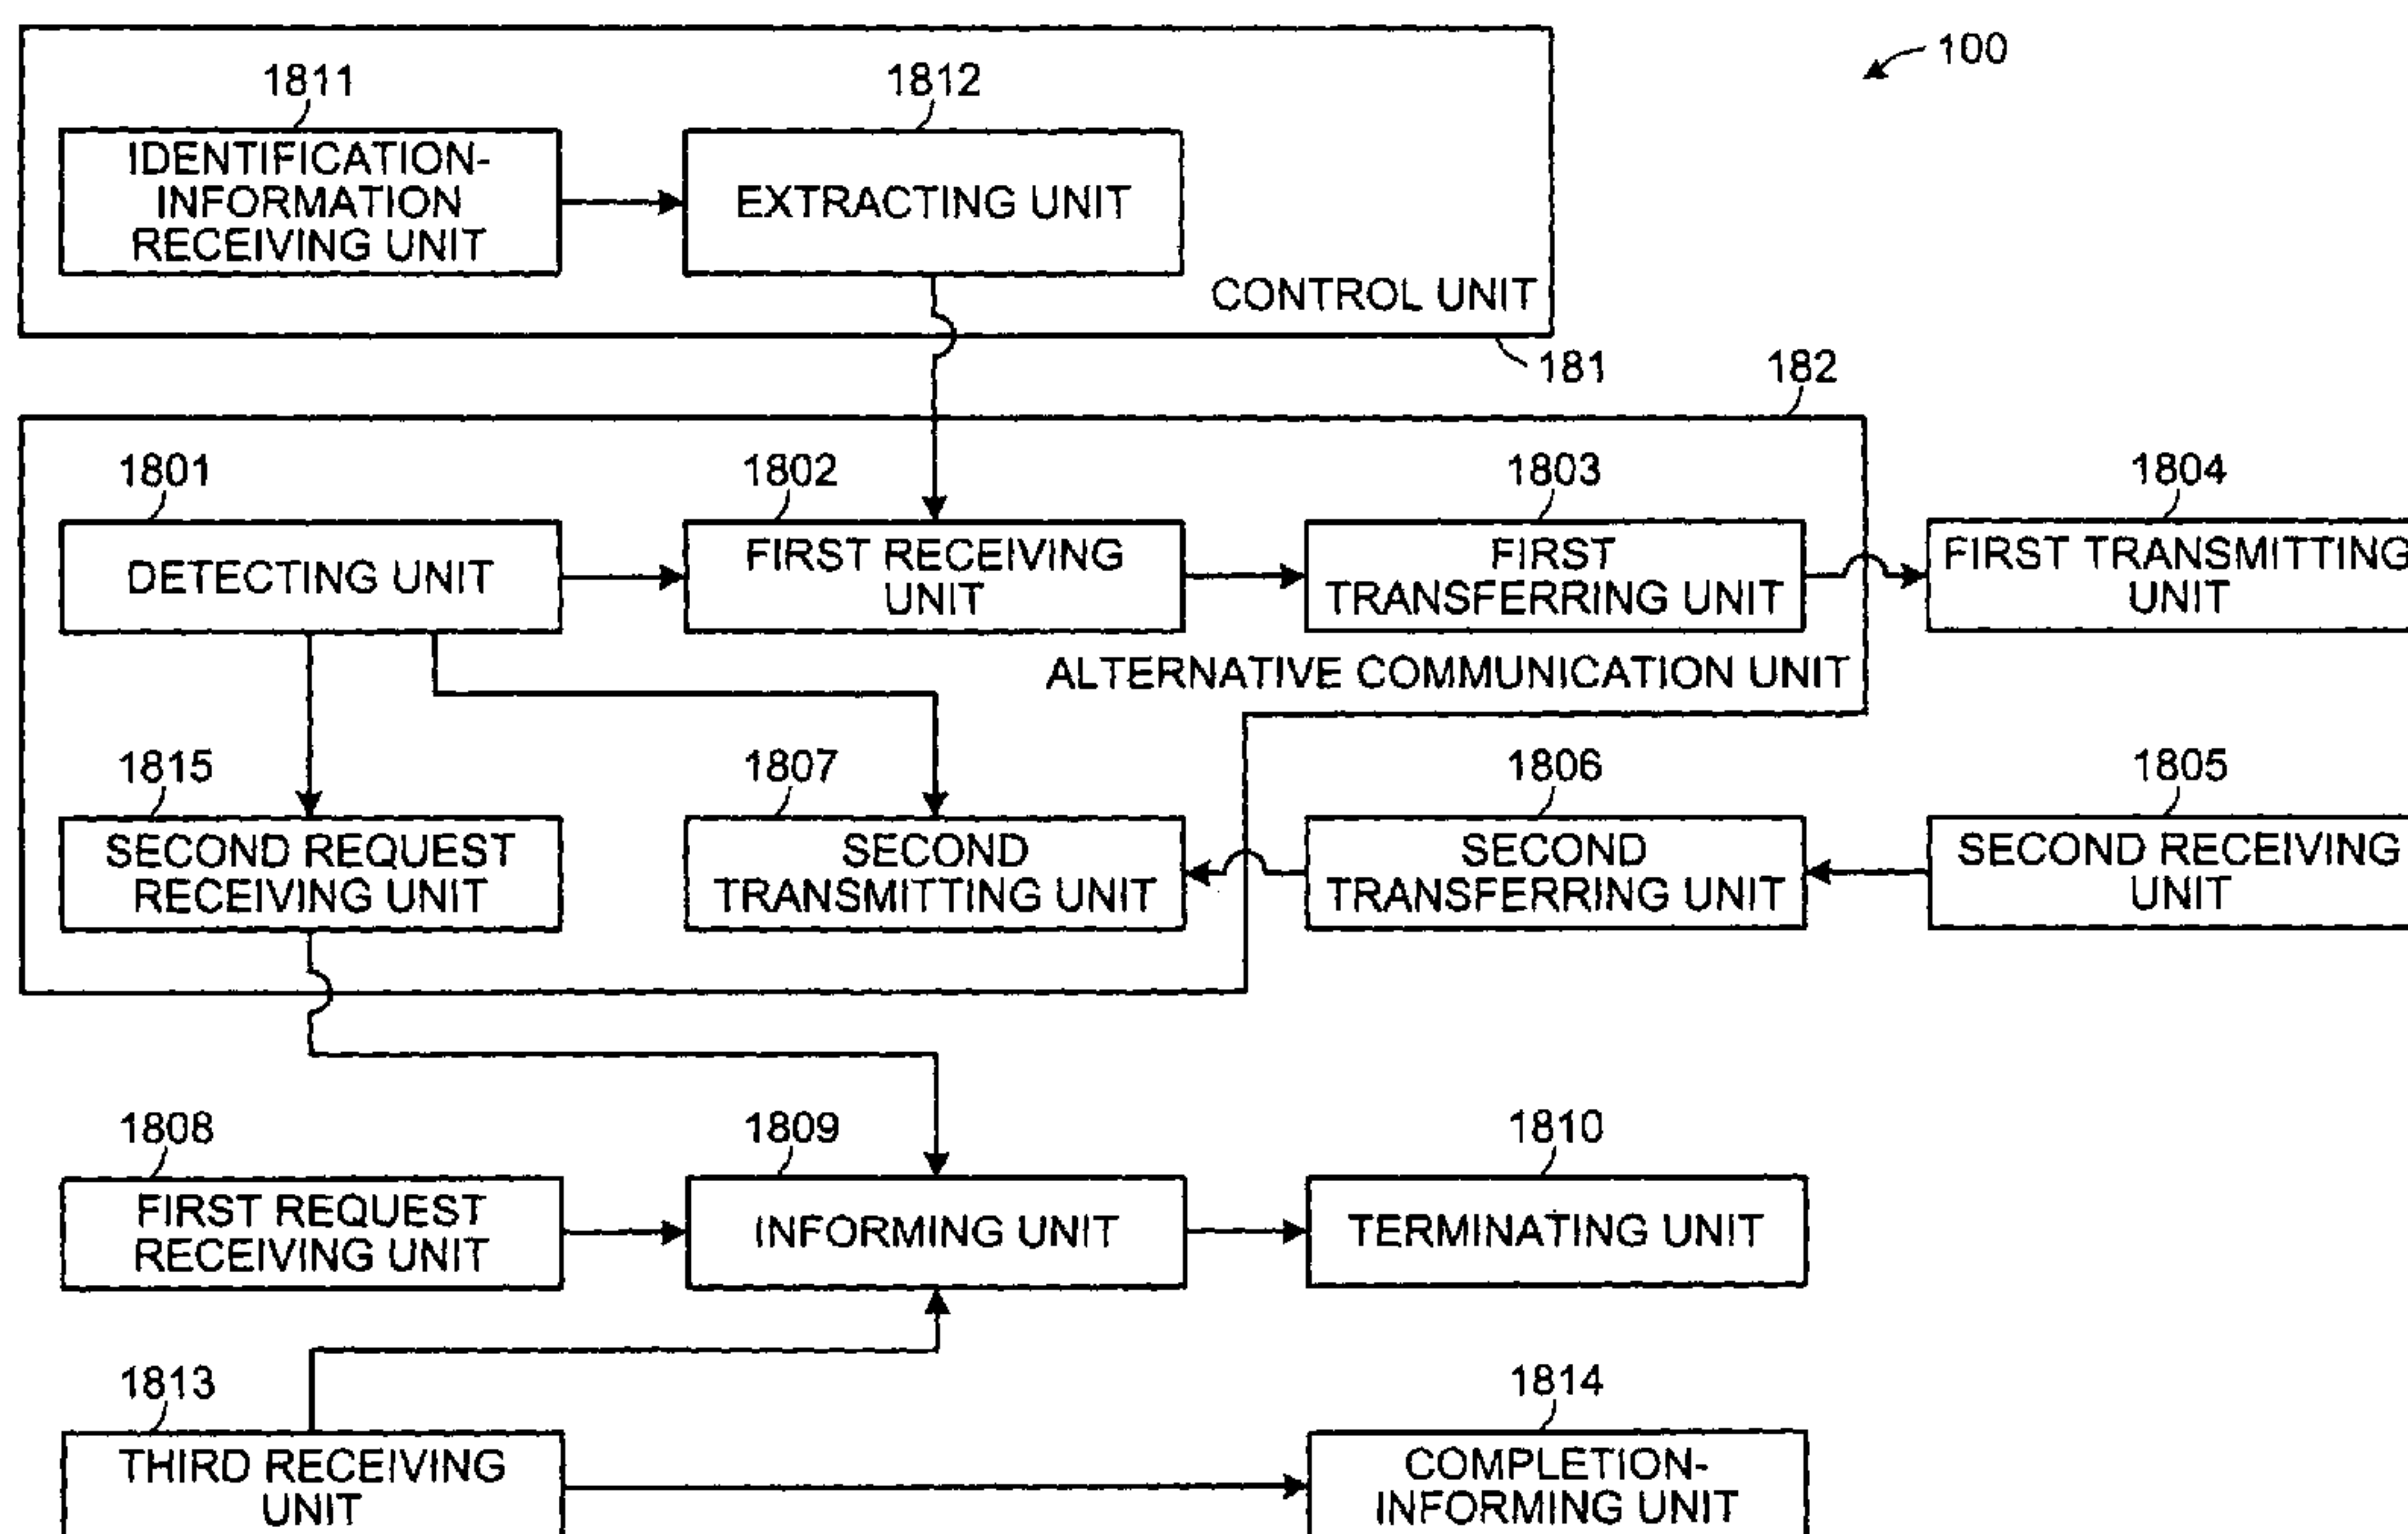 100
1811
1812
IDENTIFICATION-
INFORMATION
RECEIVING UNIT
EXTRACTING UNIT
CONTROL UNIT
181
182
1801
1802
1803
1804
DETECTING UNIT
FIRST RECEIVING
UNIT
FIRST
TRANSFERRING UNIT
FIRST TRANSMITTING
UNIT
ALTERNATIVE COMMUNICATION UNIT
1815
1807
1806
1805
SECOND REQUEST
RECEIVING UNIT
SECOND
TRANSMITTING UNIT
SECOND
TRANSFERRING UNIT
SECOND RECEIVING
UNIT
1808
1809
1810
FIRST REQUEST
RECEIVING UNIT
INFORMING UNIT
TERMINATING UNIT
1813
1814
THIRD RECEIVING
UNIT
COMPLETION-
INFORMING UNIT